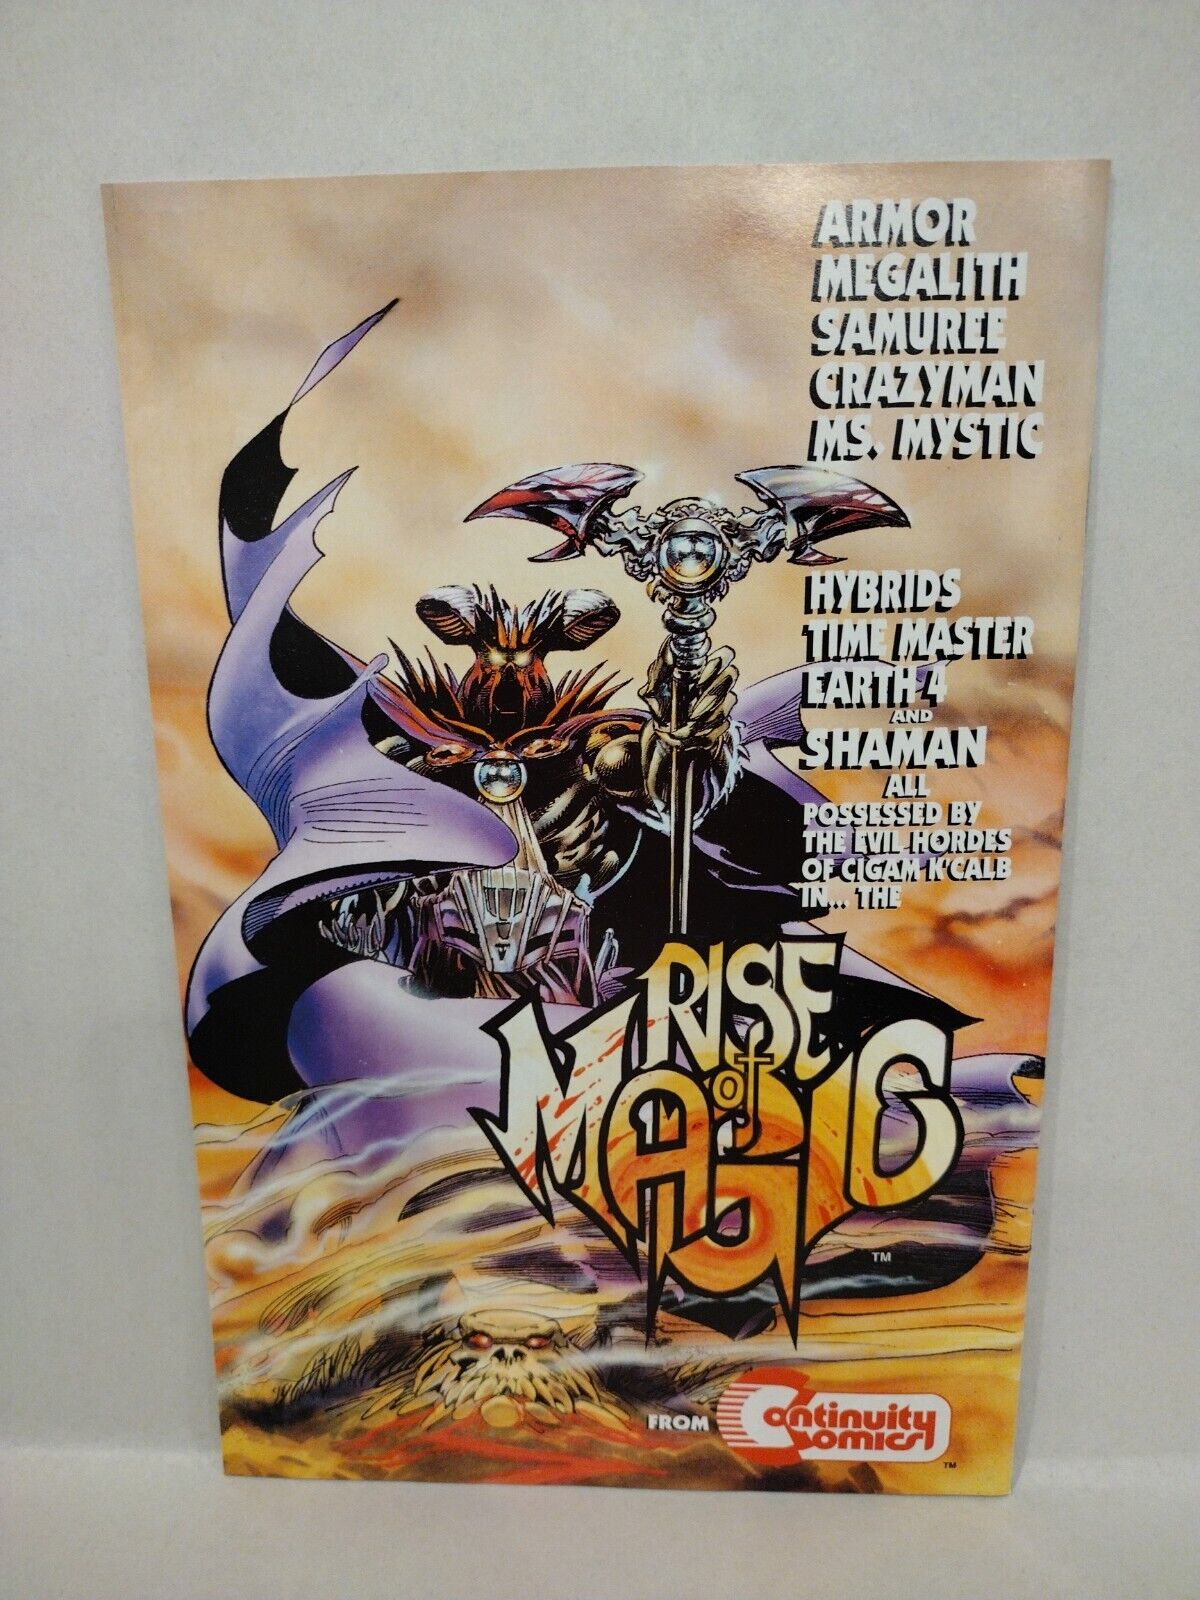 ARMOR
MEGALITH
SAMUREE
CRAZYMAN
MS. MYSTIC
HYBRIDS
TIME MASTER
EARTH 4
AND
SHAMAN
ALL
POSSESSED BY
THE EVIL HORDES
OF CIGAM K'CALB
IN... THE
RISE
of
MAGIC
TM
FROM Continuity
Comics
TM